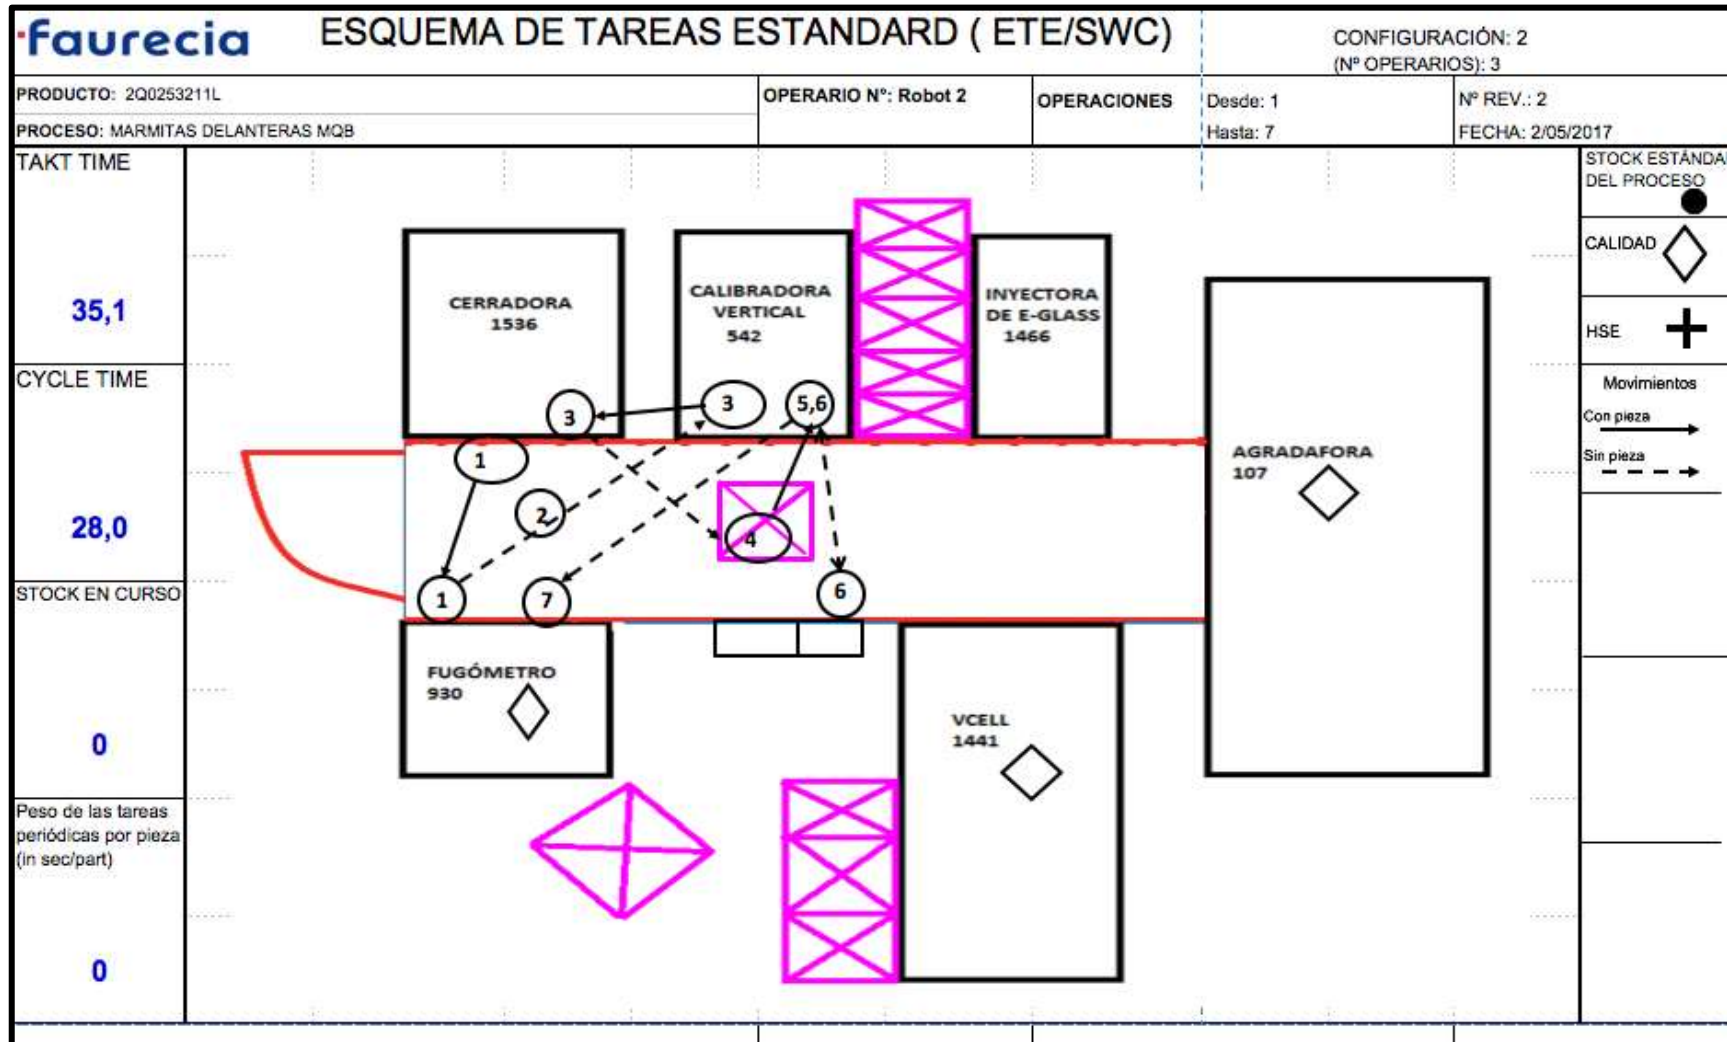 faurecia
ESQUEMA DE TAREAS ESTANDARD ( ETE/SWC)
CONFIGURACIÓN: 2
(Nº OPERARIOS): 3
PRODUCTO: 2Q0253211L
OPERARIO Nº: Robot 2
OPERACIONES
Desde: 1
Nº REV.: 2
PROCESO: MARMITAS DELANTERAS MQB
Hasta: 7
FECHA: 2/05/2017
TAKT TIME
35,1
CYCLE TIME
28,0
STOCK EN CURSO
0
Peso de las tareas
periódicas por pieza
(in sec/part)
0
CERRADORA
1536
CALIBRADORA
VERTICAL
542
INYECTORA
DE E-GLASS
1466
AGRADAFORA
107
3
3
5,6
1
2
4
1
7
6
FUGÓMETRO
930
VCELL
1441
STOCK ESTÁNDA
DEL PROCESO
CALIDAD
HSE
Movimientos
Con pieza
Sin pieza